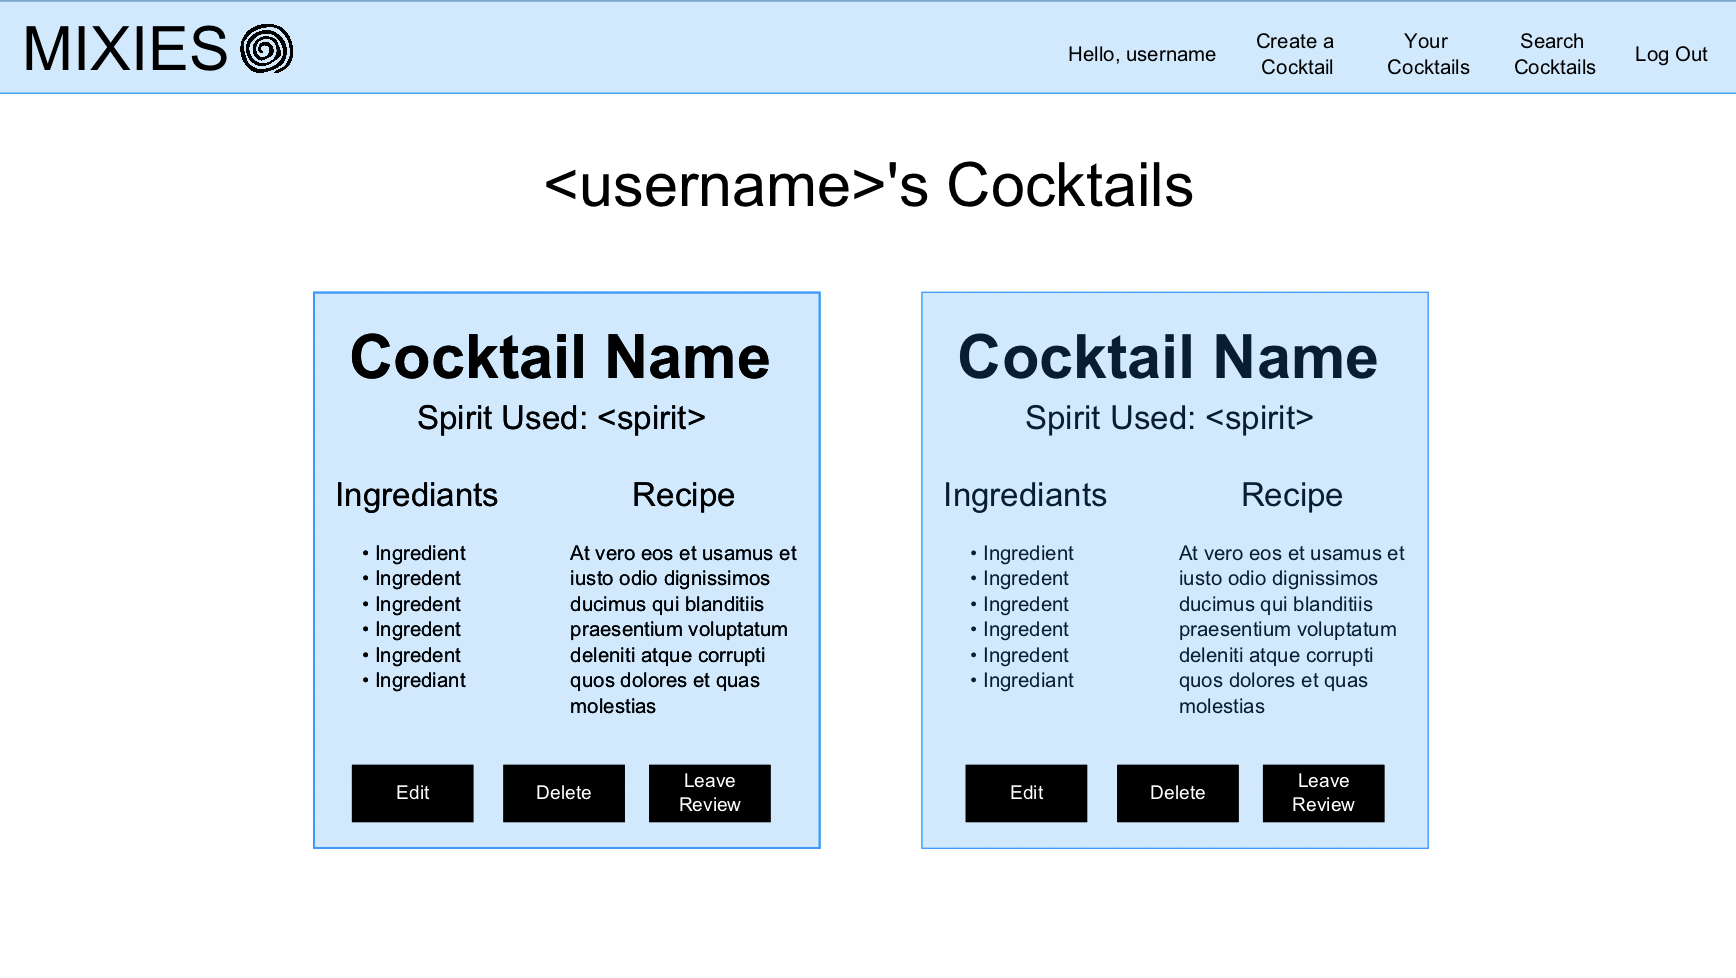 MIXIES
Hello, username
Create a
Cocktail
Your
Cocktails
Search
Cocktails
Log Out
<username>'s Cocktails
Cocktail Name
Spirit Used: <spirit>
Ingrediants
• Ingredient
• Ingredent
• Ingredent
• Ingredent
• Ingredent
• Ingrediant
Recipe
At vero eos et usamus et
iusto odio dignissimos
ducimus qui blanditiis
praesentium voluptatum
deleniti atque corrupti
quos dolores et quas
molestias
Edit
Delete
Leave
Review
Cocktail Name
Spirit Used: <spirit>
Ingrediants
• Ingredient
• Ingredent
• Ingredent
• Ingredent
• Ingredent
• Ingrediant
Recipe
At vero eos et usamus et
iusto odio dignissimos
ducimus qui blanditiis
praesentium voluptatum
deleniti atque corrupti
quos dolores et quas
molestias
Edit
Delete
Leave
Review